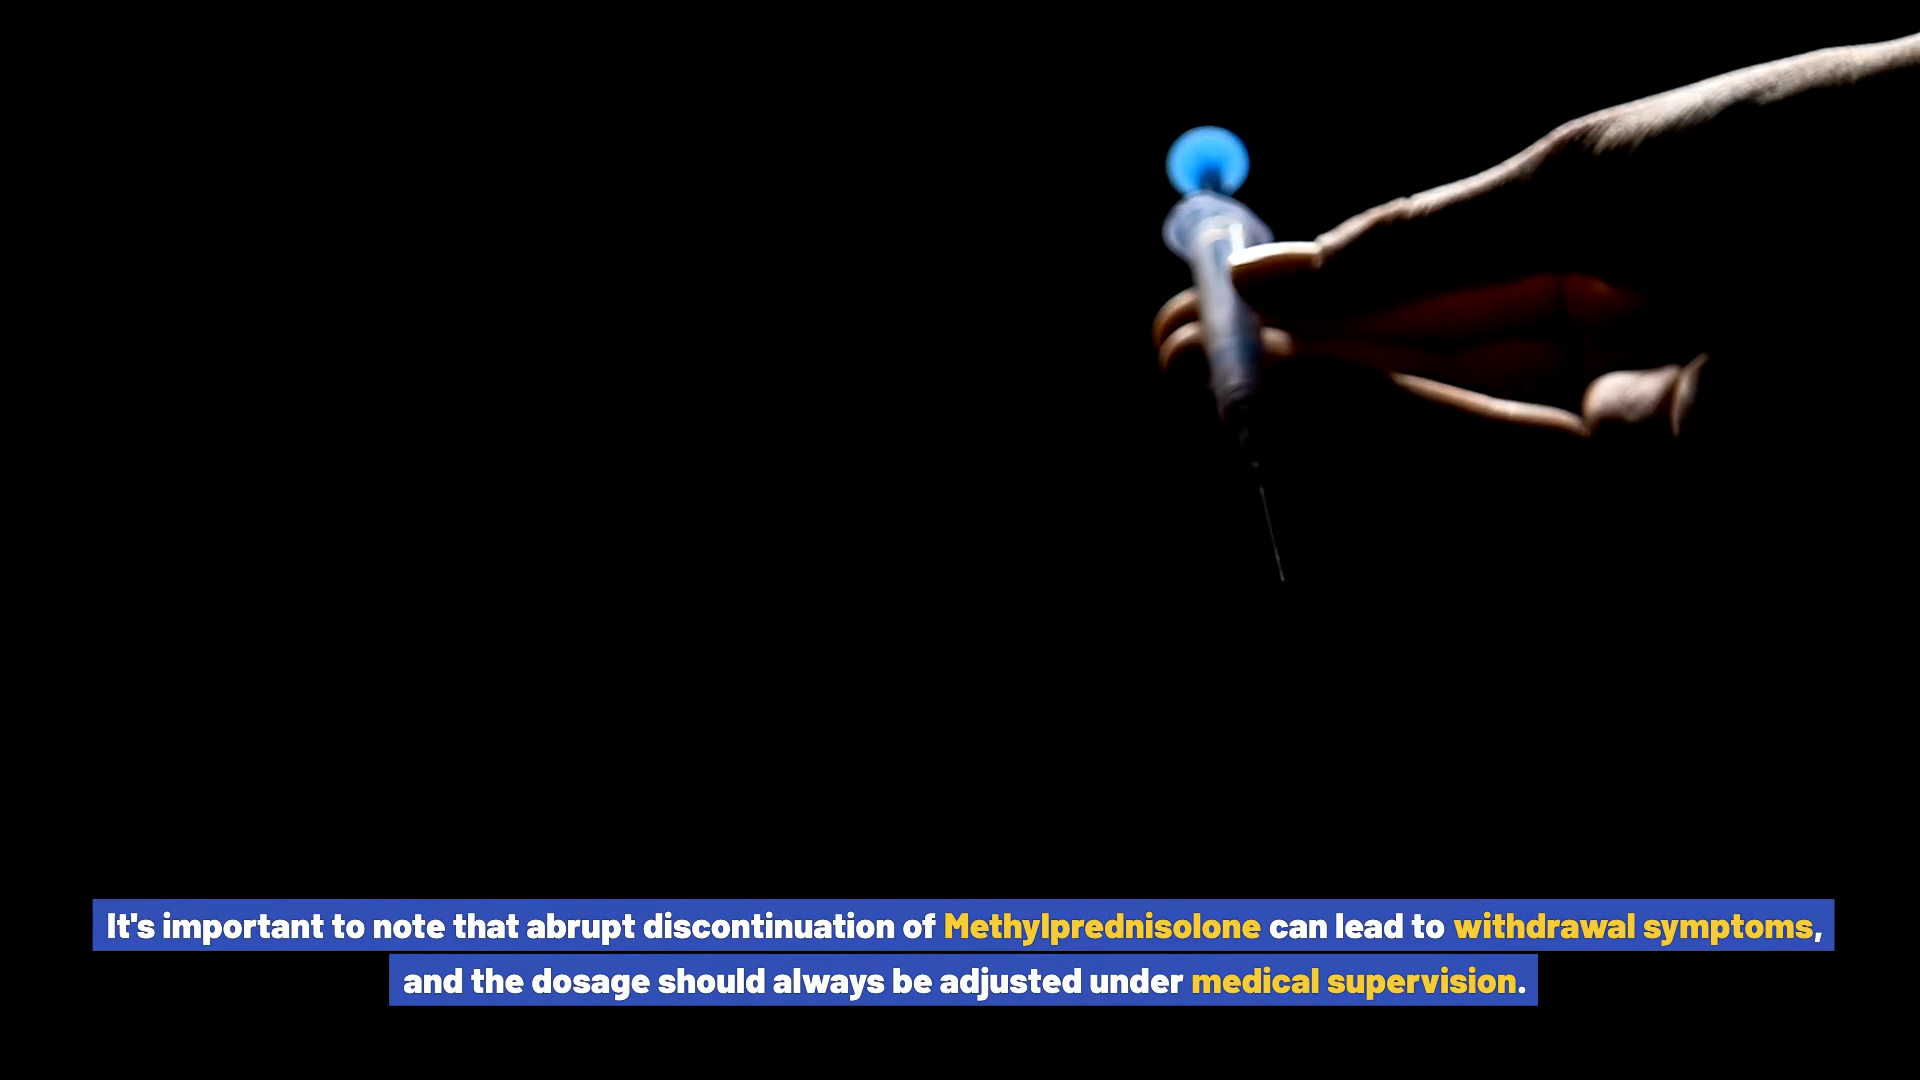 It's important to note that abrupt discontinuation of Methylprednisolone can lead to withdrawal symptoms,
and the dosage should always be adjusted under medical supervision.